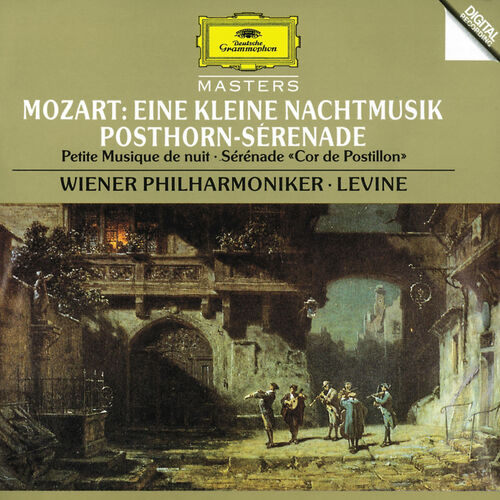 DIGITAL
RECORDING
Deutsche
Grammophon
MASTERS
MOZART: EINE KLEINE NACHTMUSIK
POSTHORN-SÉRENADE
Petite Musique de nuit · Sérénade «Cor de Postillon»
WIENER PHILHARMONIKER · LEVINE